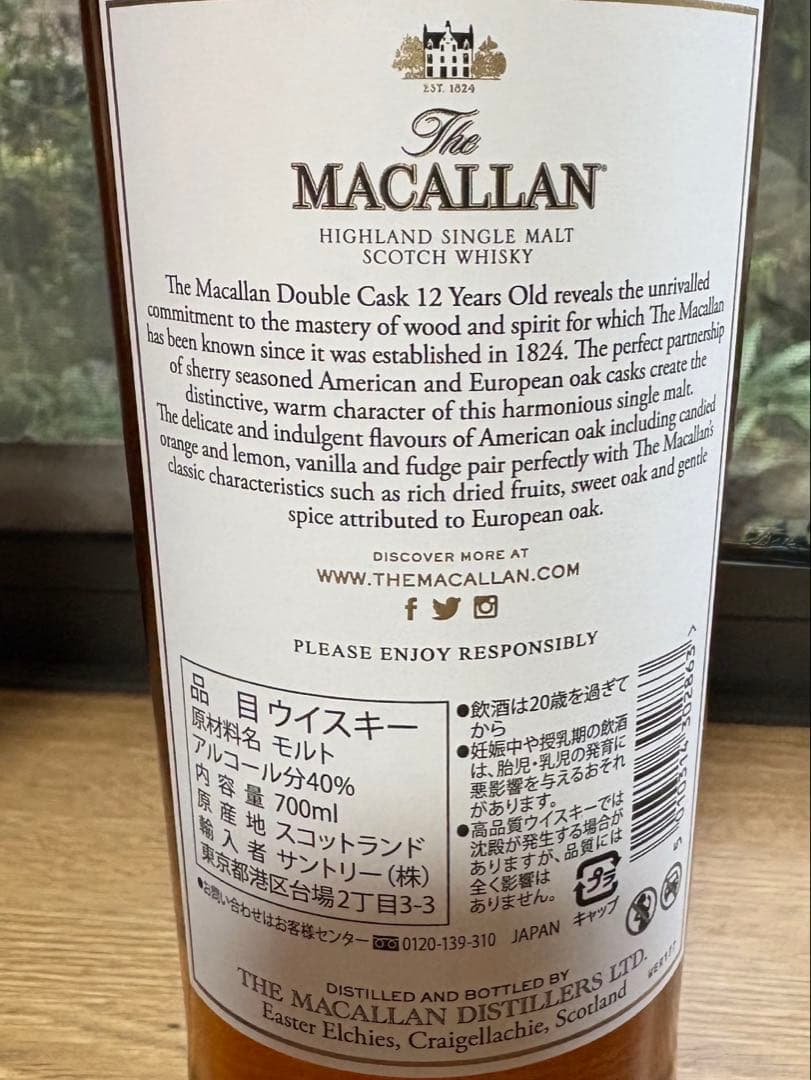 EST. 1824
The
MACALLAN
HIGHLAND SINGLE MALT
SCOTCH WHISKY
The Macallan Double Cask 12 Years Old reveals the unrivalled
commitment to the mastery of wood and spirit for which The Macallan
has been known since it was established in 1824. The perfect partnership
of sherry seasoned American and European oak casks create the
distinctive, warm character of this harmonious single malt.
The delicate and indulgent flavours of American oak including candied
orange and lemon, vanilla and fudge pair perfectly with The Macallan's
classic characteristics such as rich dried fruits, sweet oak and gentle
spice attributed to European oak.
DISCOVER MORE AT
WWW.THEMACALLAN.COM
PLEASE ENJOY RESPONSIBLY
品 目 ウイスキー
原材料名 モルト
アルコール分40%
内容量 700ml
原産地 スコットランド
輸入者 サントリー(株)
東京都港区台場2丁目3-3
●お問い合わせはお客様センター 0120-139-310 JAPAN
●飲酒は20歳を過ぎて
から
●妊娠中や授乳期の飲酒
は、胎児・乳児の発育に
悪影響を与えるおそれ
があります。
●高品質ウイスキーでは
沈殿が発生する場合が
ありますが、品質には
全く影響は
ありません。
プラ
キャップ
5 010314 302863 >
DISTILLED AND BOTTLED BY
THE MACALLAN DISTILLERS LTD.
Easter Elchies, Craigellachie, Scotland